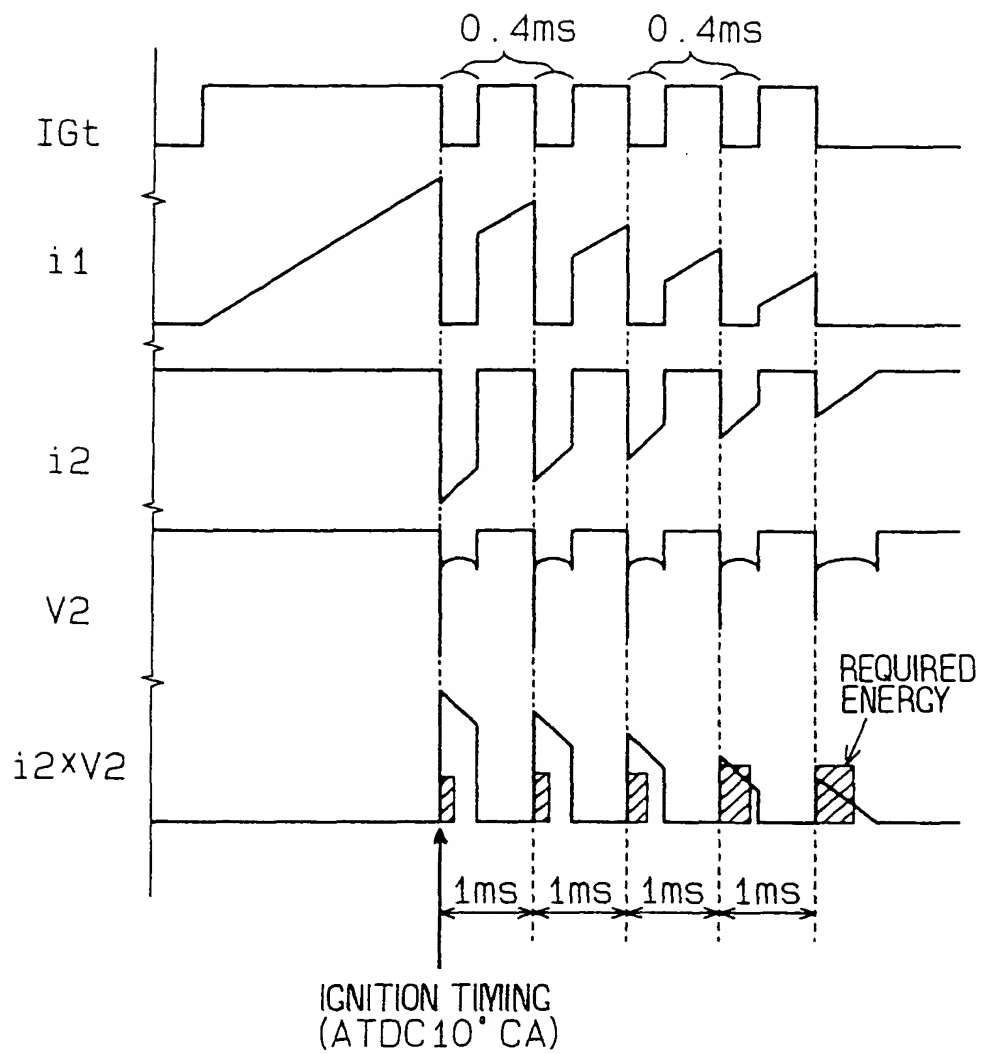 0.4ms 0.4ms
IGt
i1
i2
V2
REQUIRED
ENERGY
i2×V2
1ms 1ms 1ms 1ms
IGNITION TIMING
(ATDC10°CA)